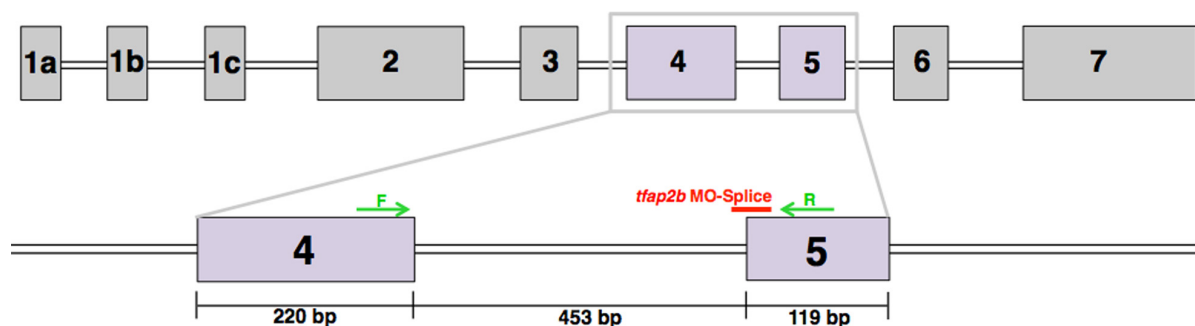 1a 1b 1c 2 3 4 5 6 7
tfap2b MO-Splice
F R
4 5
220 bp 453 bp 119 bp